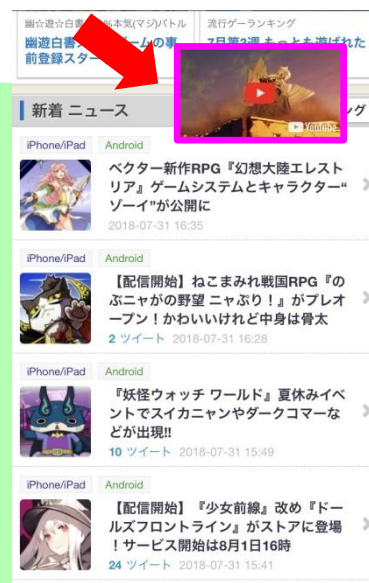 幽☆遊☆白書
%本気(マジ)バトル
幽遊白書
ームの事
前登録スター
流行ゲーランキング
7月第3週 もっとも遊ばれた
YouTube
新着 ニュース
グ
iPhone/iPad Android
ベクター新作RPG『幻想大陸エレスト
リア』ゲームシステムとキャラクター“
ゾーイ”が公開に
2018-07-31 16:35
iPhone/iPad Android
【配信開始】ねこまみれ戦国RPG『の
ぶニャがの野望 ニャぷり!』がプレオ
ープン！かわいいけれど中身は骨太
2 ツイート 2018-07-31 16:28
iPhone/iPad Android
『妖怪ウォッチ ワールド』夏休みイベ
ントでスイカニャンやダークコマーな
どが出現!!
10 ツイート 2018-07-31 15:49
iPhone/iPad Android
【配信開始】『少女前線』改め『ドー
ルズフロントライン』がストアに登場
！サービス開始は8月1日16時
24 ツイート 2018-07-31 15:41